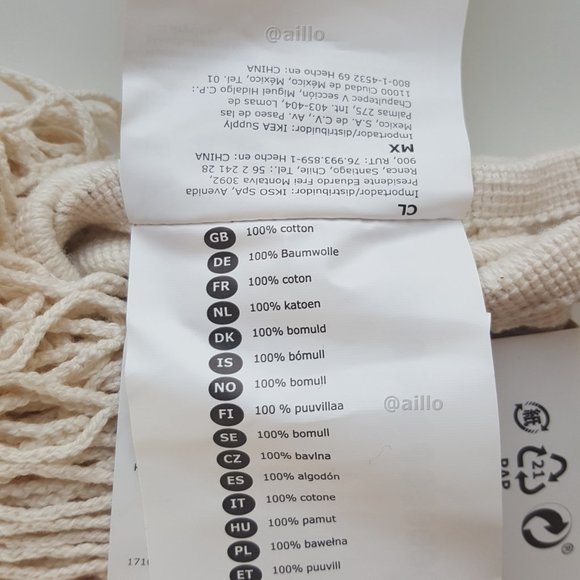 @aillo
CL
Importador/distribuidor: IKSO SpA, Avenida
Presidente Eduardo Frei Montalva 3092,
Renca, Santiago, Chile, Tel.: 56 2 241 28
900, RUT: 76.993.859-1 Hecho en: CHINA
MX
Importador/distribuidor: IKEA Supply
Mexico, S.A. de C.V., Av. Paseo de las
Palmas 275, Int. 403-404, Lomas de
Chapultepec V sección, Miguel Hidalgo C.P.:
11000 Ciudad de México, México, Tel. 01
800-1-4532 69 Hecho en: CHINA
GB 100% cotton
DE 100% Baumwolle
FR 100% coton
NL 100% katoen
DK 100% bomuld
IS 100% bómull
NO 100% bomull
FI 100 % puuvillaa
@aillo
SE 100% bomull
CZ 100% bavlna
ES 100% algodón
IT 100% cotone
HU 100% pamut
PL 100% bawełna
ET 100% puuvill
紙
21
PAP
®